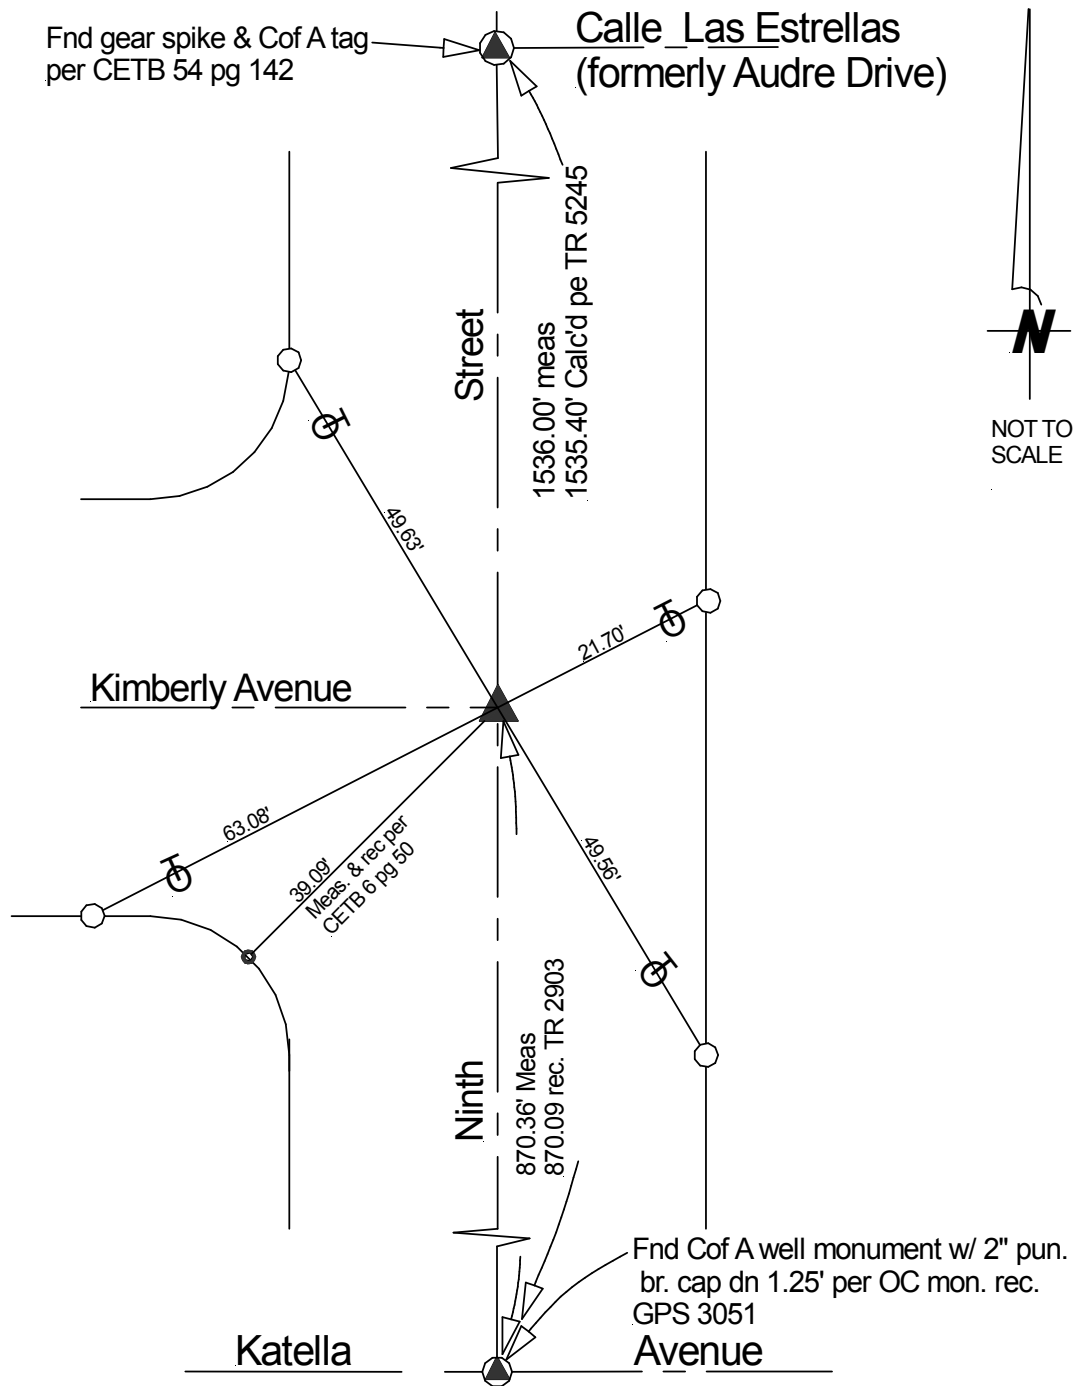 Fnd gear spike & Cof A tag
per CETB 54 pg 142
Calle Las Estrellas
(formerly Audre Drive)
N
NOT TO
SCALE
Street
1536.00' meas
1535.40' Calc'd pe TR 5245
49.63'
21.70'
Kimberly Avenue
63.08'
39.09'
Meas. & rec per
CETB 6 pg 50
49.56'
Ninth
870.36' Meas
870.09 rec. TR 2903
Fnd Cof A well monument w/ 2" pun.
br. cap dn 1.25' per OC mon. rec.
GPS 3051
Katella Avenue